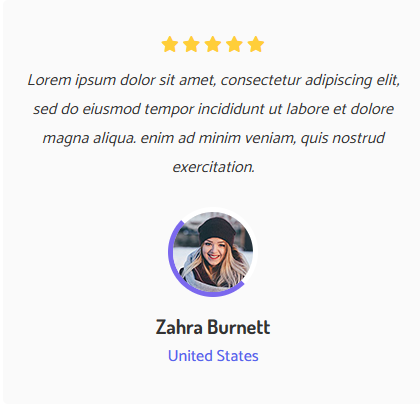 Lorem ipsum dolor sit amet, consectetur adipiscing elit,
sed do eiusmod tempor incididunt ut labore et dolore
magna aliqua. enim ad minim veniam, quis nostrud
exercitation.
Zahra Burnett
United States